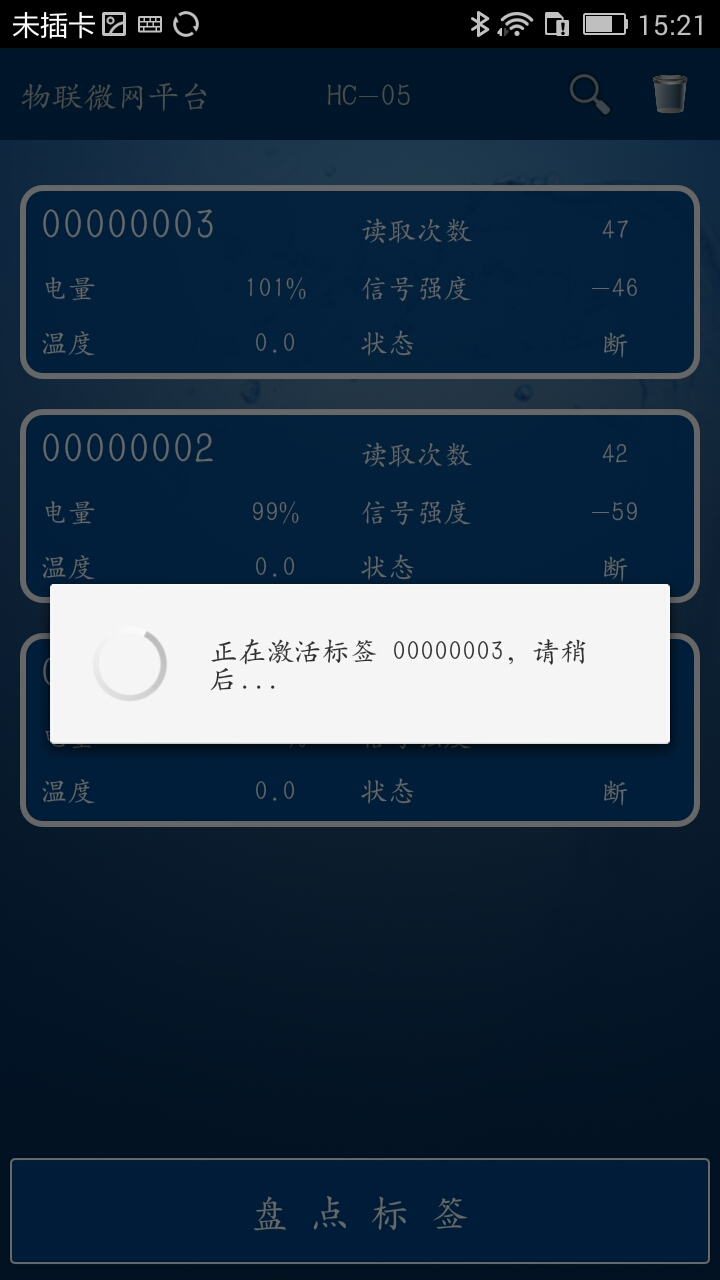 未插卡 15:21
物联微网平台 HC-05
00000003 读取次数 47
电量 101% 信号强度 -46
温度 0.0 状态 断
00000002 读取次数 42
电量 99% 信号强度 -59
温度 0.0 状态 断
正在激活标签 00000003, 请稍
后...
温度 0.0 状态 断
盘点标签